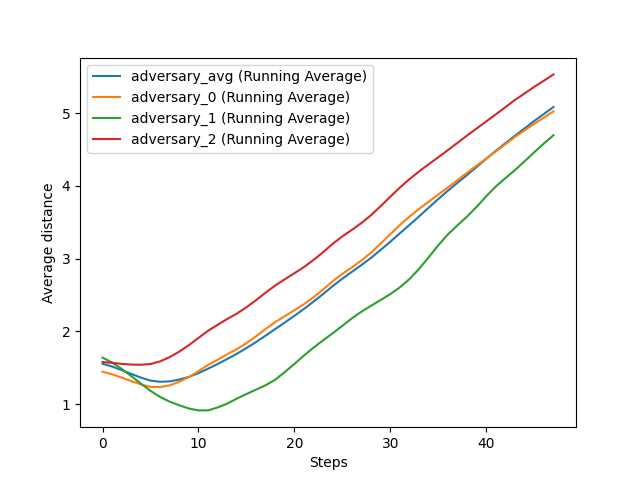 adversary_avg (Running Average)
adversary_0 (Running Average)
adversary_1 (Running Average)
adversary_2 (Running Average)
Average distance
5
4
3
2
1
0 10 20 30 40
Steps